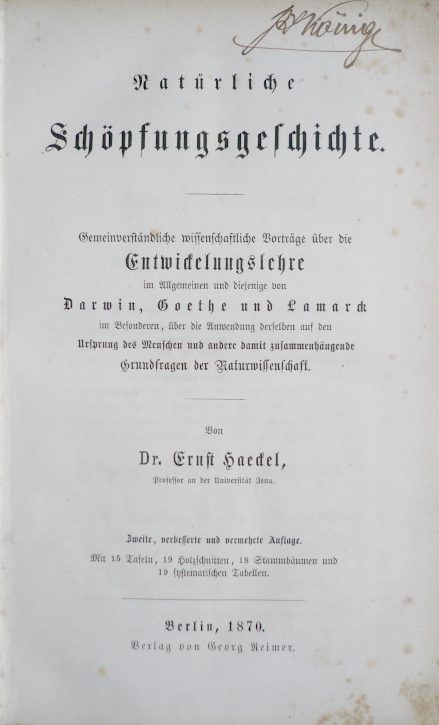 König
Natürliche
Schöpfungsgeschichte.
Gemeinverständliche wissenschaftliche Vorträge über die
Entwickelungslehre
im Allgemeinen und diejenige von
Darwin, Goethe und Lamarck
im Besonderen, über die Anwendung derselben auf den
Ursprung des Menschen und andere damit zusammenhängende
Grundfragen der Naturwissenschaft.
Von
Dr. Ernst Haeckel,
Professor an der Universität Jena.
Zweite, verbesserte und vermehrte Auflage.
Mit 15 Tafeln, 19 Holzschnitten, 18 Stammbäumen und
19 systematischen Tabellen.
Berlin, 1870.
Verlag von Georg Reimer.